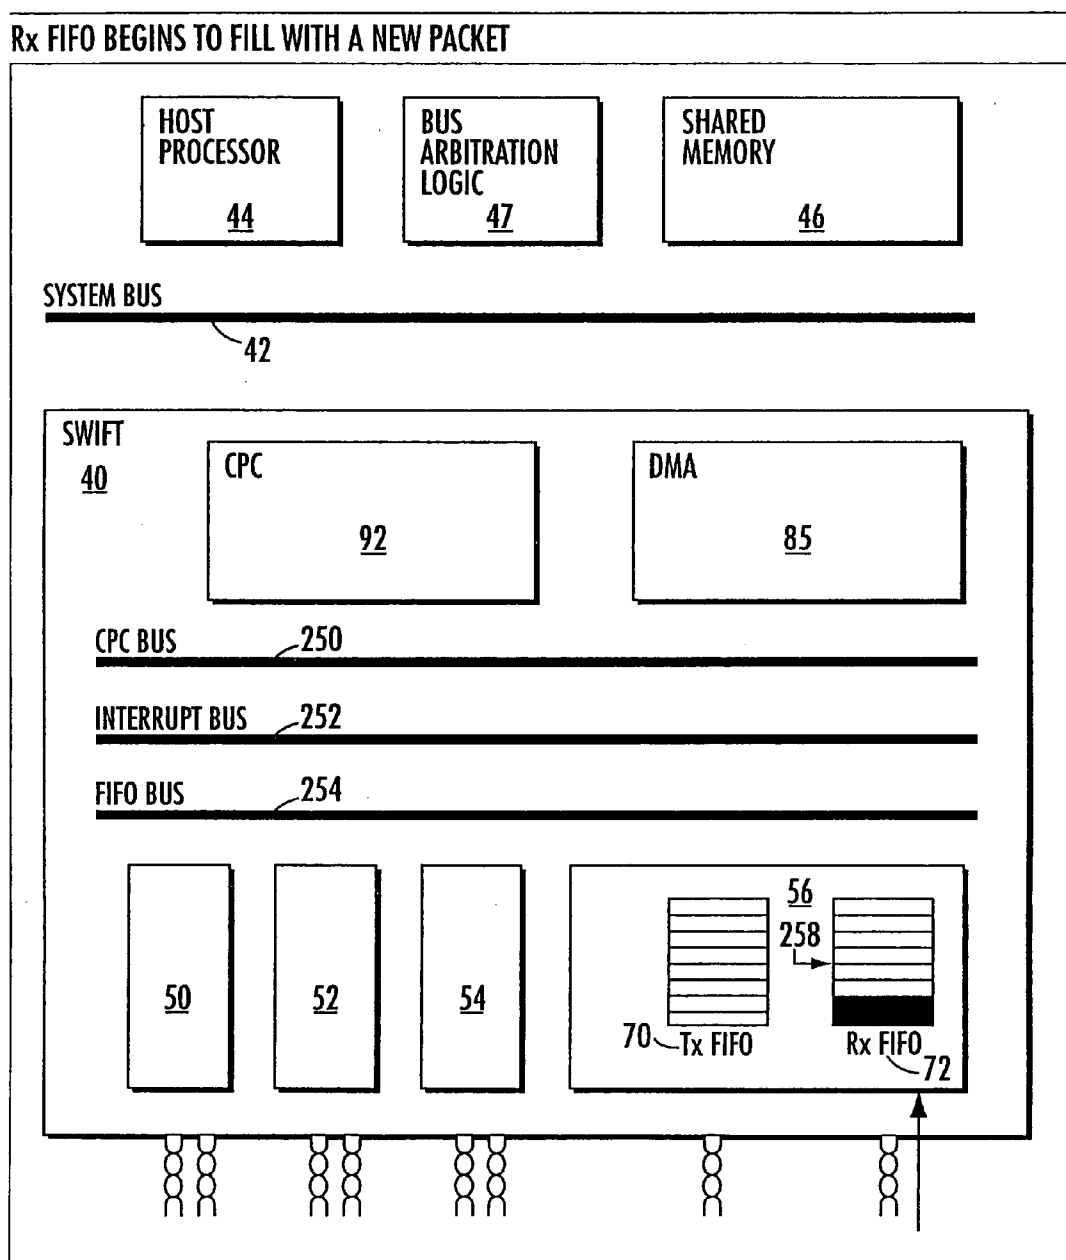 Rx FIFO BEGINS TO FILL WITH A NEW PACKET
HOST
PROCESSOR
44
BUS
ARBITRATION
LOGIC
47
SHARED
MEMORY
46
SYSTEM BUS
42
SWIFT
40
CPC
92
DMA
85
CPC BUS
250
INTERRUPT BUS
252
FIFO BUS
254
50
52
54
56
258
70
Tx FIFO
Rx FIFO
72